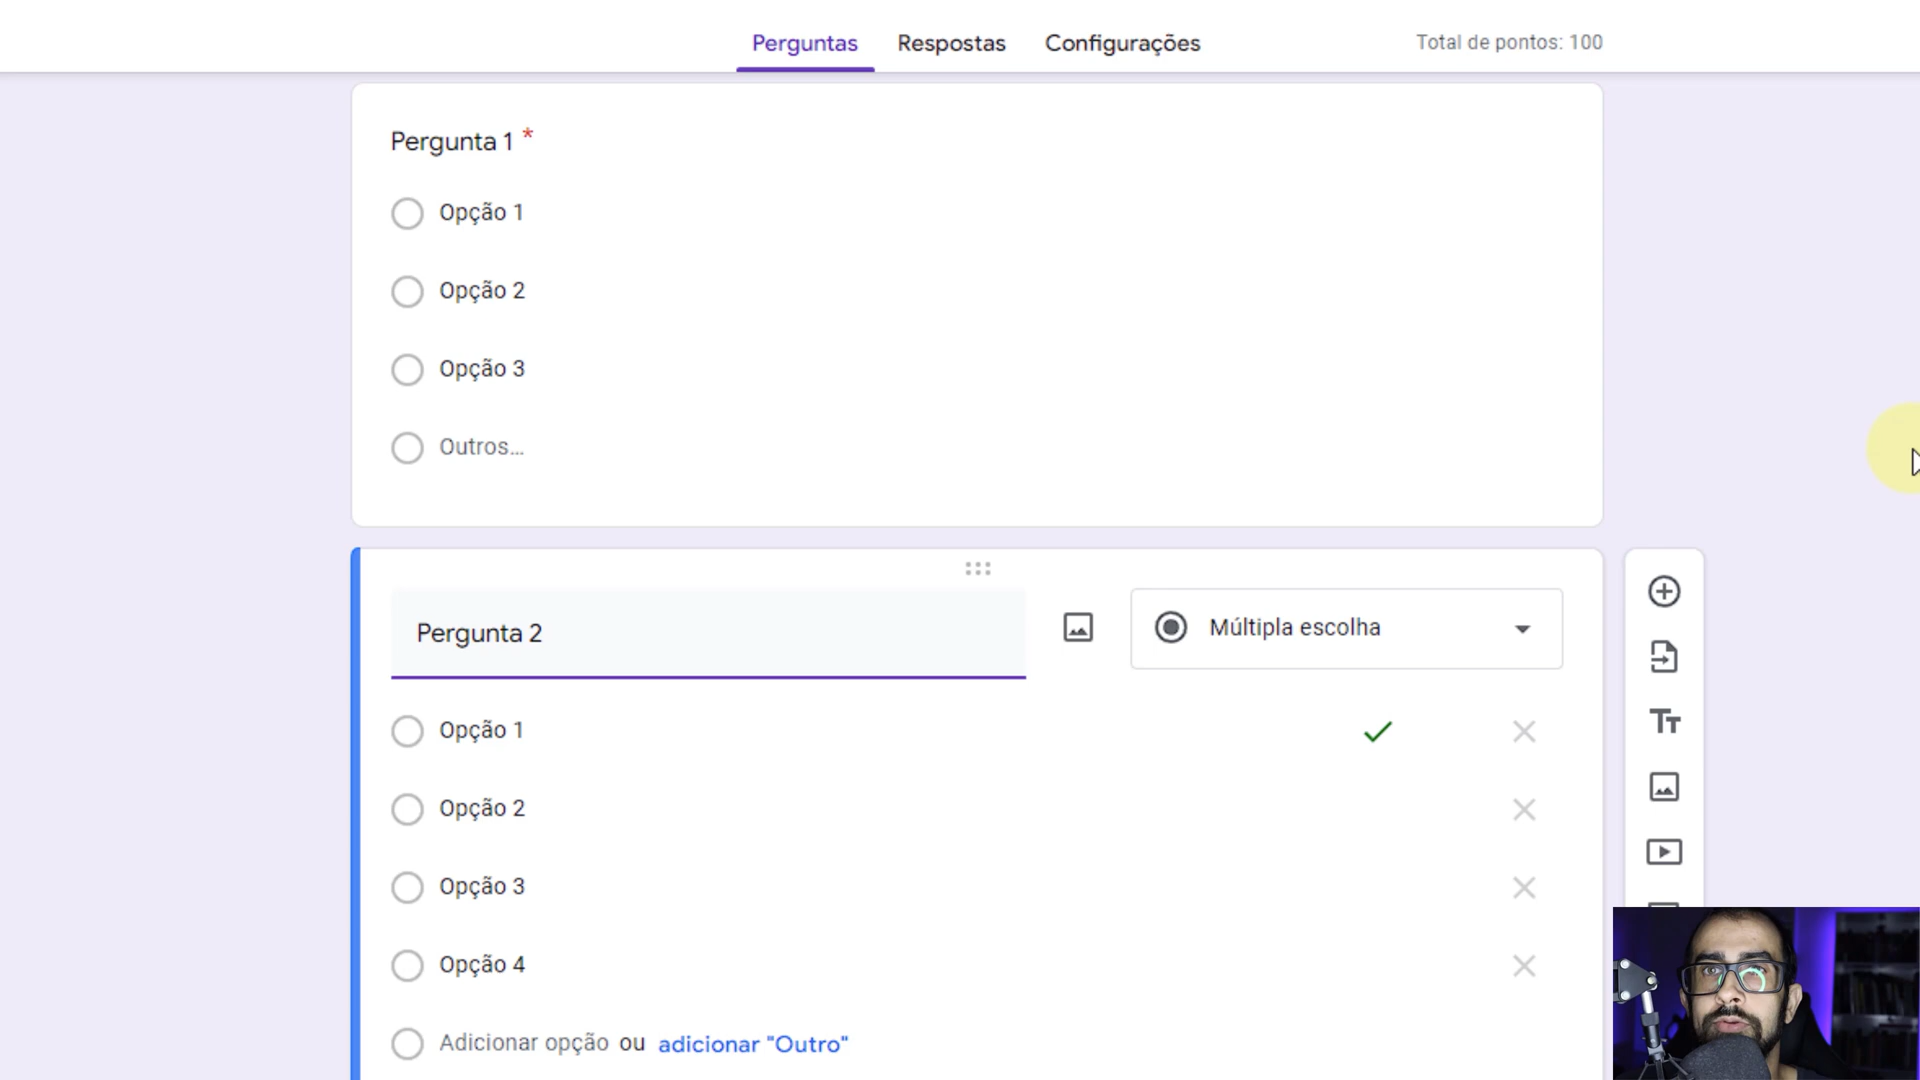 Perguntas Respostas Configurações Total de pontos: 100
Pergunta 1 *
Opção 1
Opção 2
Opção 3
Outros...
Pergunta 2 Múltipla escolha
Opção 1
Opção 2
Opção 3
Opção 4
Adicionar opção ou adicionar "Outro"